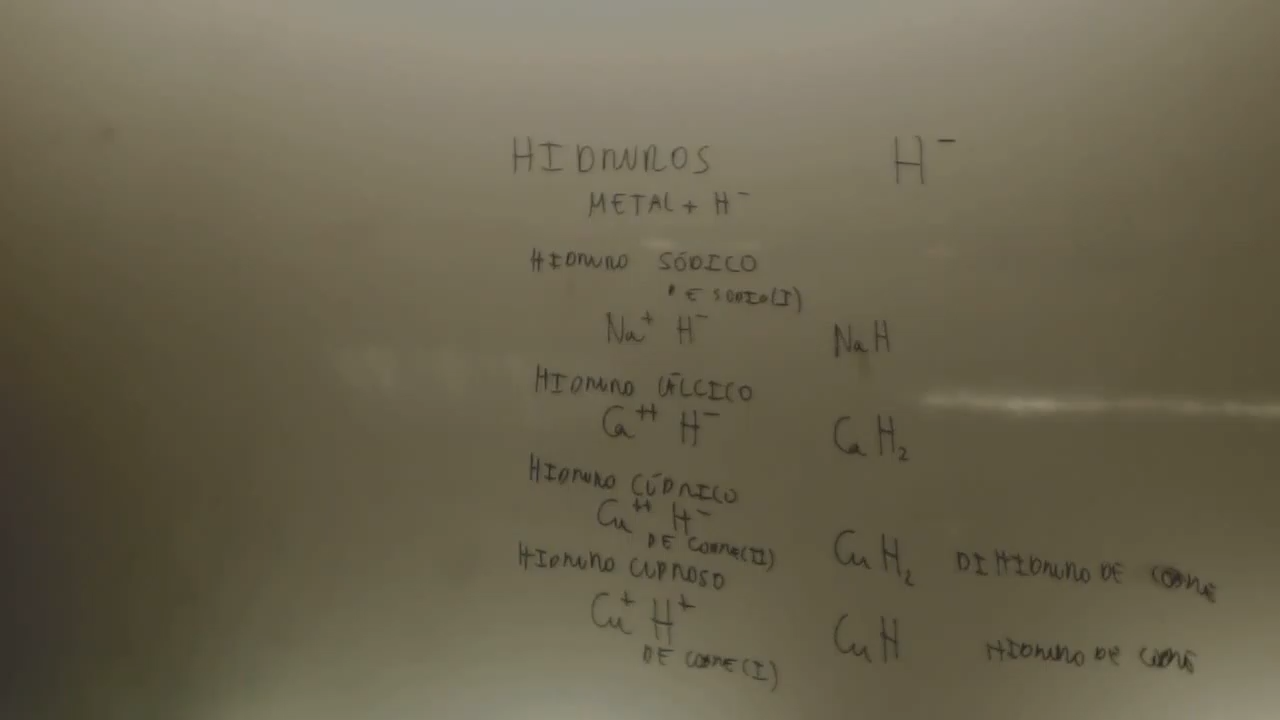 HIDRUROS H⁻
METAL + H⁻
HIDRURO SÓDICO
DE SODIO(I)
Na⁺ H⁻ NaH
HIDRURO CÁLCICO
Ca⁺⁺ H⁻ CaH₂
HIDRURO CÚPRICO
Cu⁺⁺ H⁻
DE COBRE(II) CuH₂ DIHIDRURO DE COBRE
HIDRURO CUPROSO
Cu⁺ H⁺ CuH HIDRURO DE COBRE
DE COBRE(I)